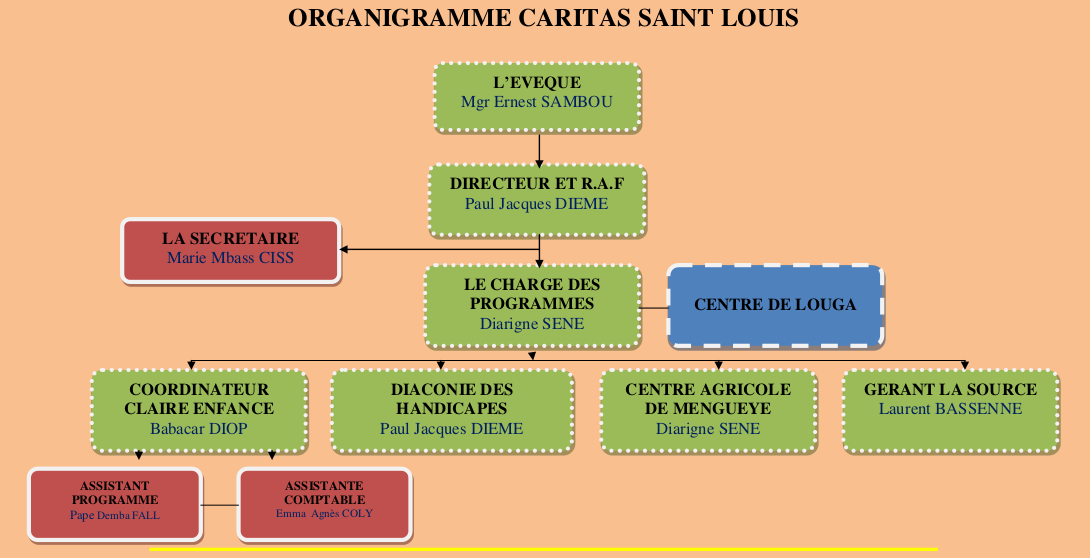 ORGANIGRAMME CARITAS SAINT LOUIS
L'EVEQUE
Mgr Ernest SAMBOU
DIRECTEUR ET R.A.F
Paul Jacques DIEME
LA SECRETAIRE
Marie Mbass CISS
LE CHARGE DES
PROGRAMMES
Diarigne SENE
CENTRE DE LOUGA
COORDINATEUR
CLAIRE ENFANCE
Babacar DIOP
DIACONIE DES
HANDICAPES
Paul Jacques DIEME
CENTRE AGRICOLE
DE MENGUEYE
Diarigne SENE
GERANT LA SOURCE
Laurent BASSENNE
ASSISTANT
PROGRAMME
Pape Demba FALL
ASSISTANTE
COMPTABLE
Emma Agnès COLY